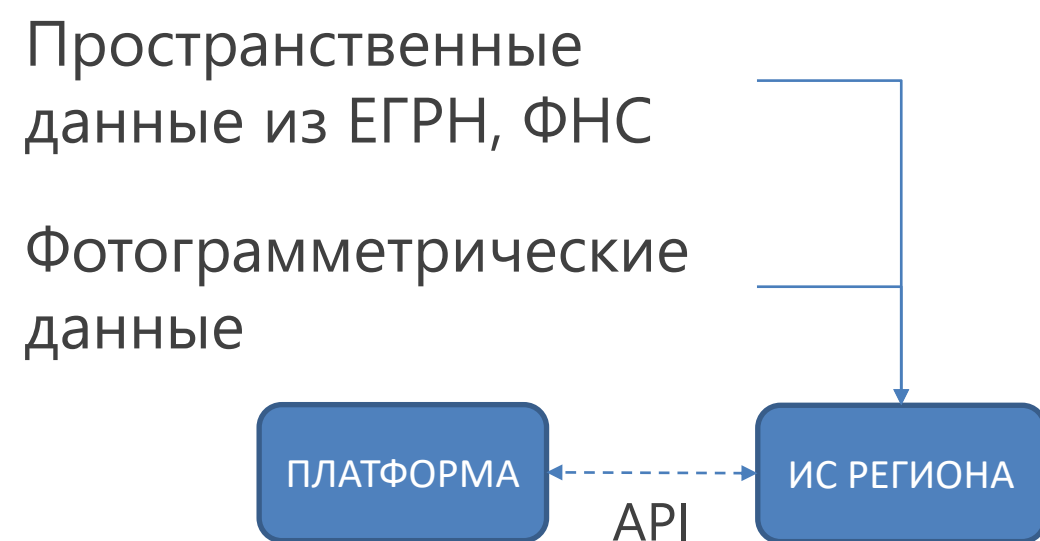 Пространственные
данные из ЕГРН, ФНС
Фотограмметрические
данные
ПЛАТФОРМА
ИС РЕГИОНА
API